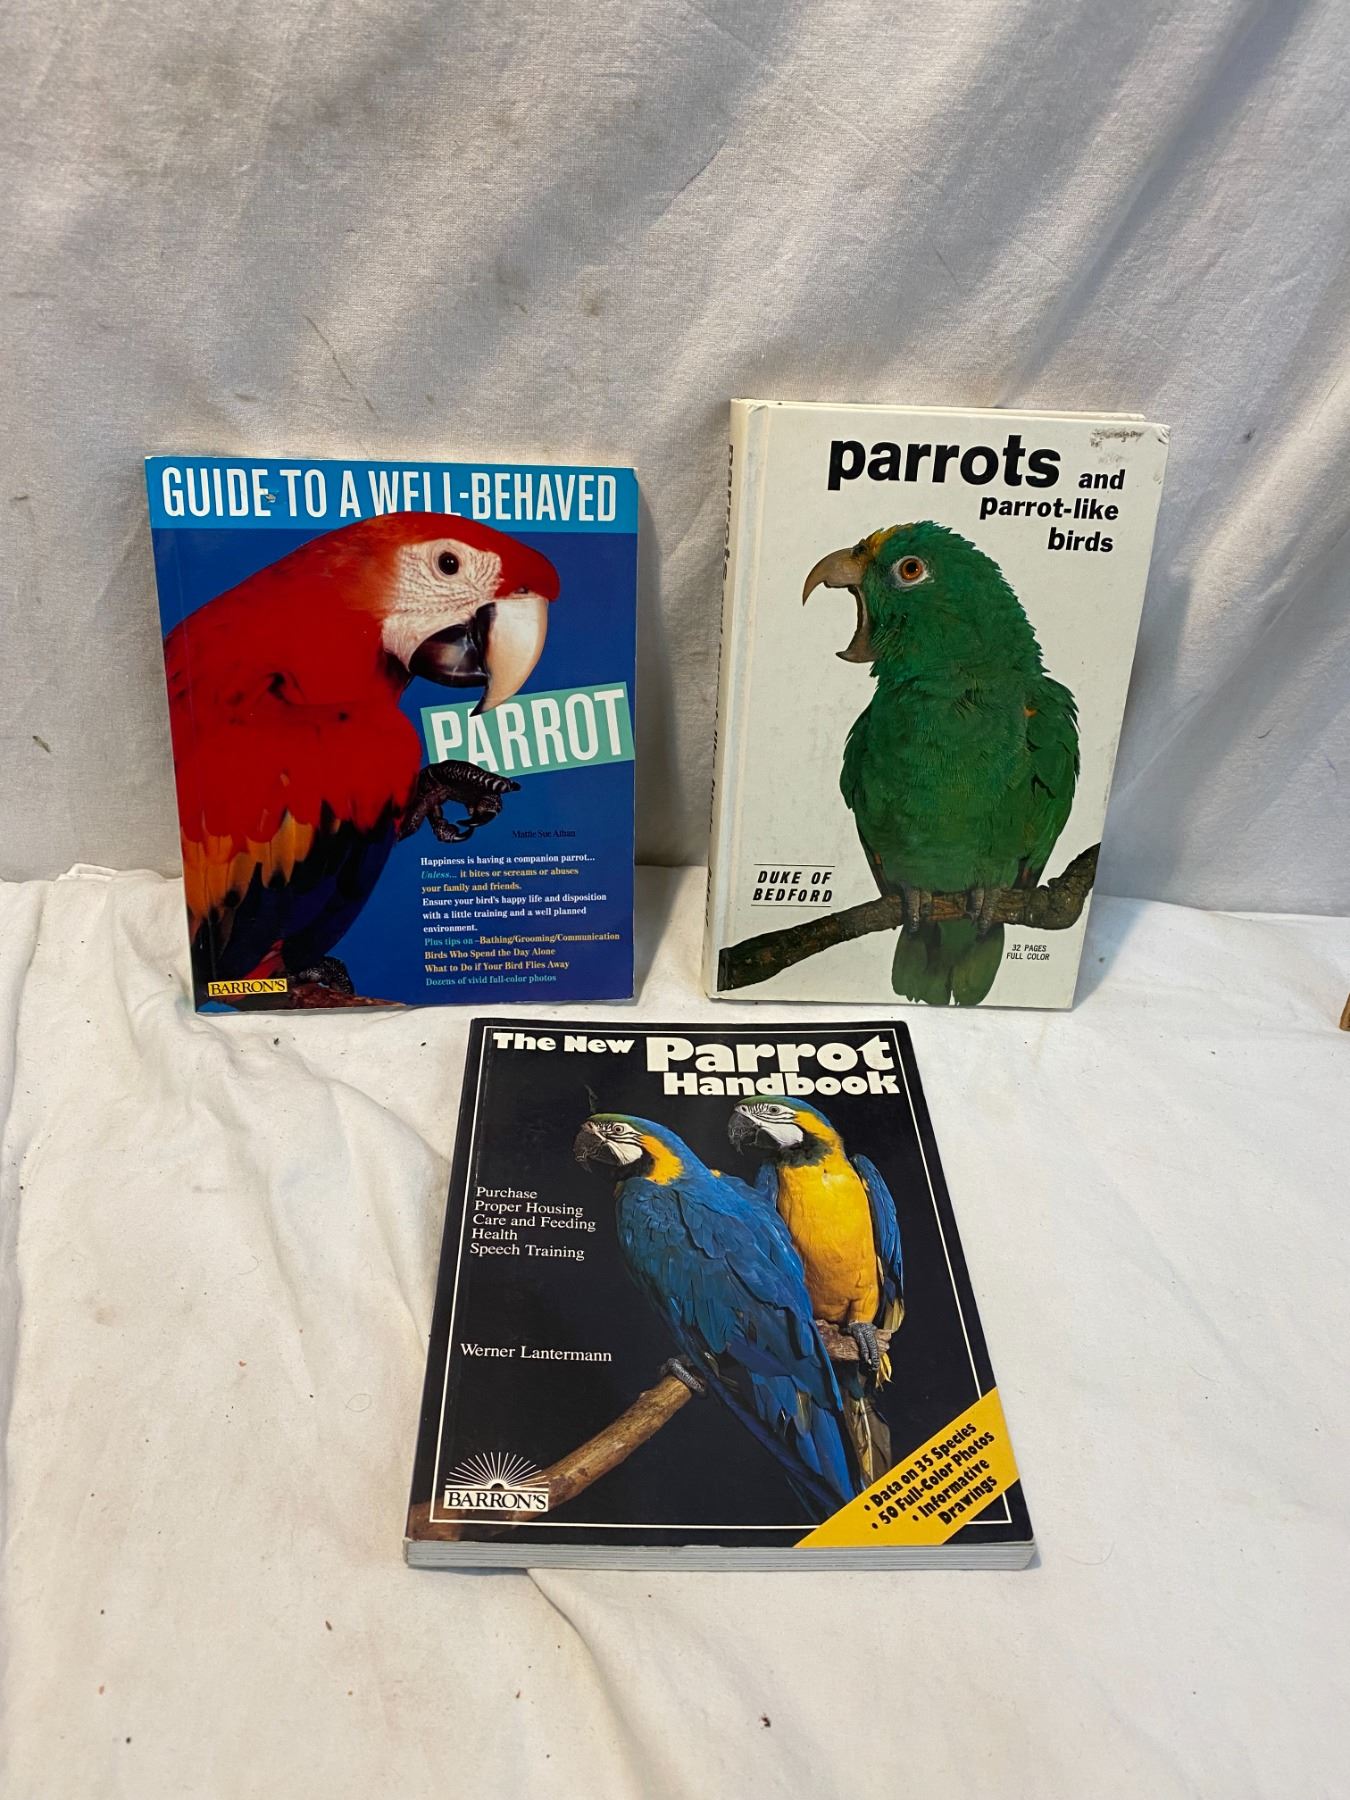 GUIDE TO A WELL-BEHAVED
PARROT
Mattie Sue Athan
Happiness is having a companion parrot...
Unless... it bites or screams or abuses
your family and friends.
Ensure your bird's happy life and disposition
with a little training and a well planned
environment.
Plus tips on –Bathing/Grooming/Communication
Birds Who Spend the Day Alone
What to Do if Your Bird Flies Away
Dozens of vivid full-color photos
BARRON'S
parrots and
parrot-like
birds
DUKE OF
BEDFORD
32 PAGES
FULL COLOR
The New Parrot
Handbook
Purchase
Proper Housing
Care and Feeding
Health
Speech Training
Werner Lantermann
BARRON'S
• Data on 35 Species
• 50 Full-Color Photos
• Informative
Drawings